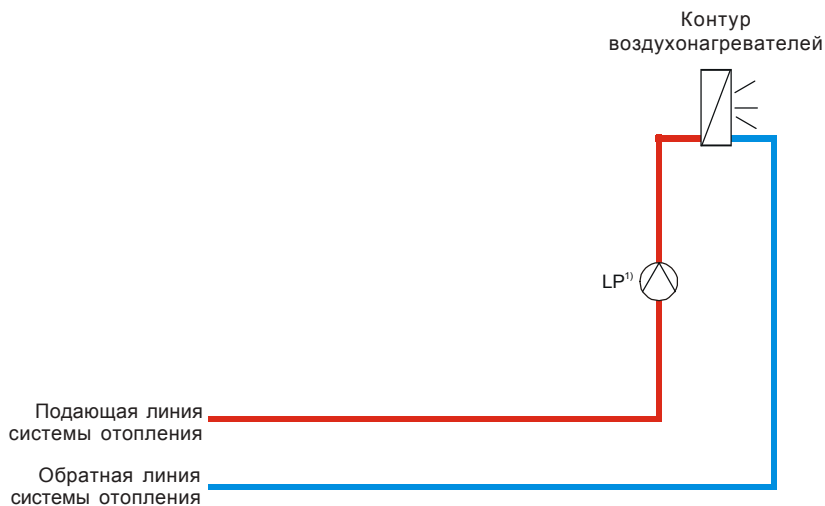 Контур
воздухонагревателей
LP¹⁾
Подающая линия
системы отопления
Обратная линия
системы отопления